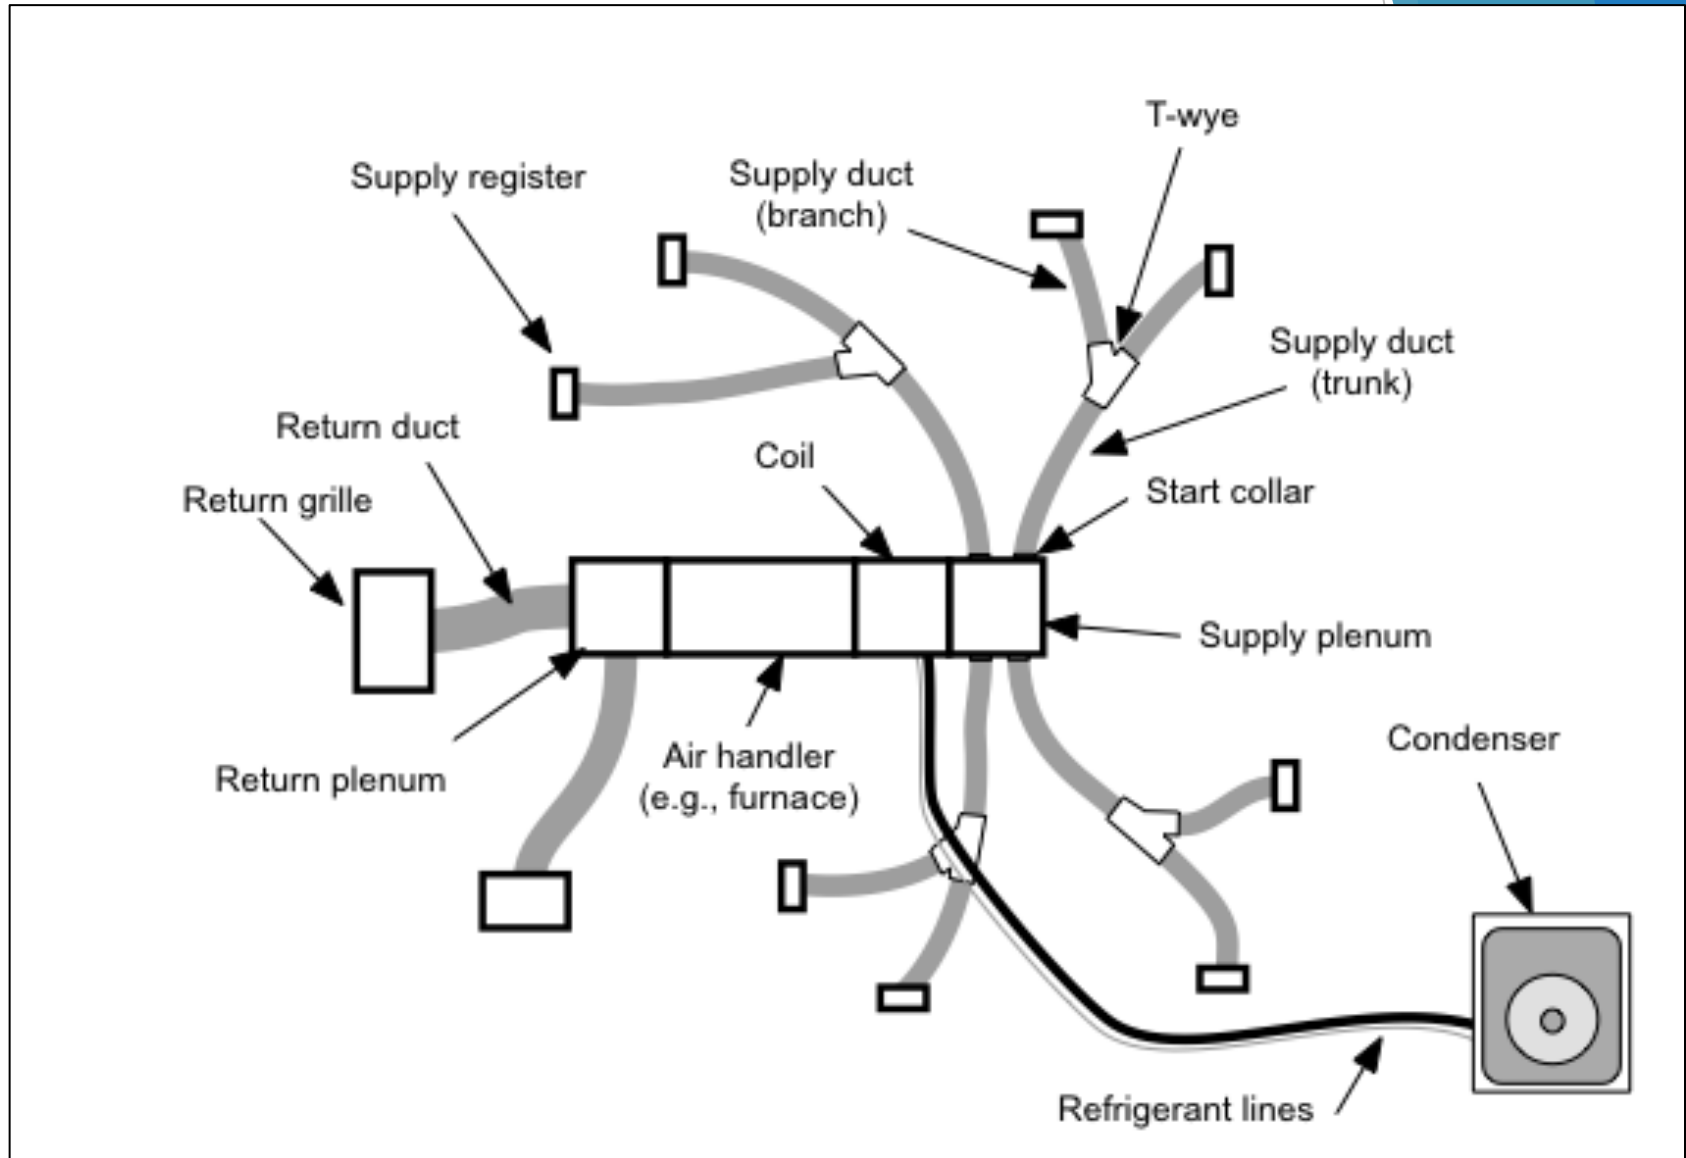 T-wye
Supply register
Supply duct
(branch)
Supply duct
(trunk)
Return duct
Coil
Return grille
Start collar
Supply plenum
Return plenum
Air handler
(e.g., furnace)
Condenser
Refrigerant lines